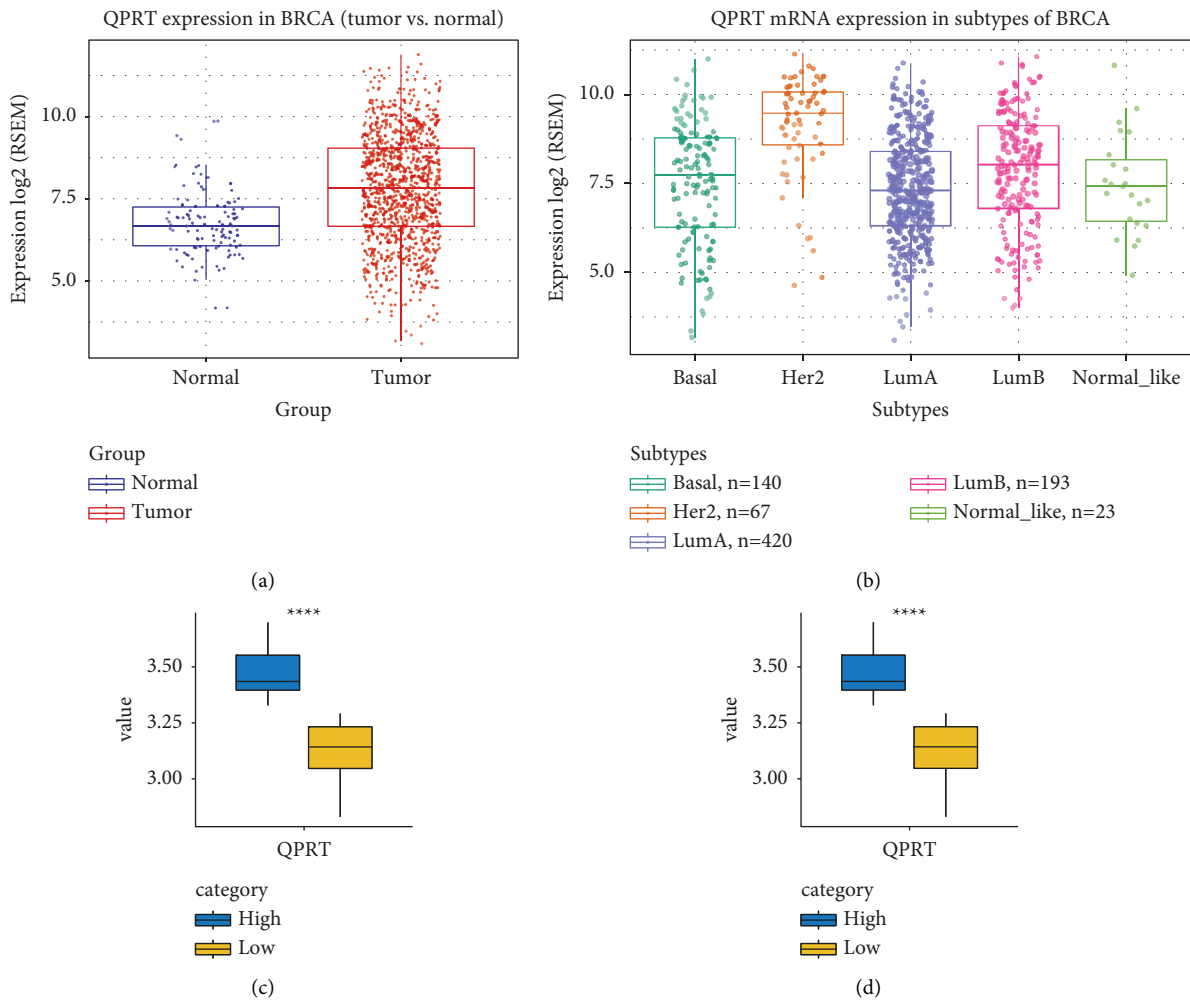 QPRT expression in BRCA (tumor vs. normal)
Expression log2 (RSEM)
10.0
7.5
5.0
Normal
Tumor
Group
Group
Normal
Tumor
(a)
QPRT mRNA expression in subtypes of BRCA
Expression log2 (RSEM)
10.0
7.5
5.0
Basal
Her2
LumA
LumB
Normal_like
Subtypes
Subtypes
Basal, n=140
Her2, n=67
LumA, n=420
LumB, n=193
Normal_like, n=23
(b)
****
value
3.50
3.25
3.00
QPRT
category
High
Low
(c)
****
value
3.50
3.25
3.00
QPRT
category
High
Low
(d)